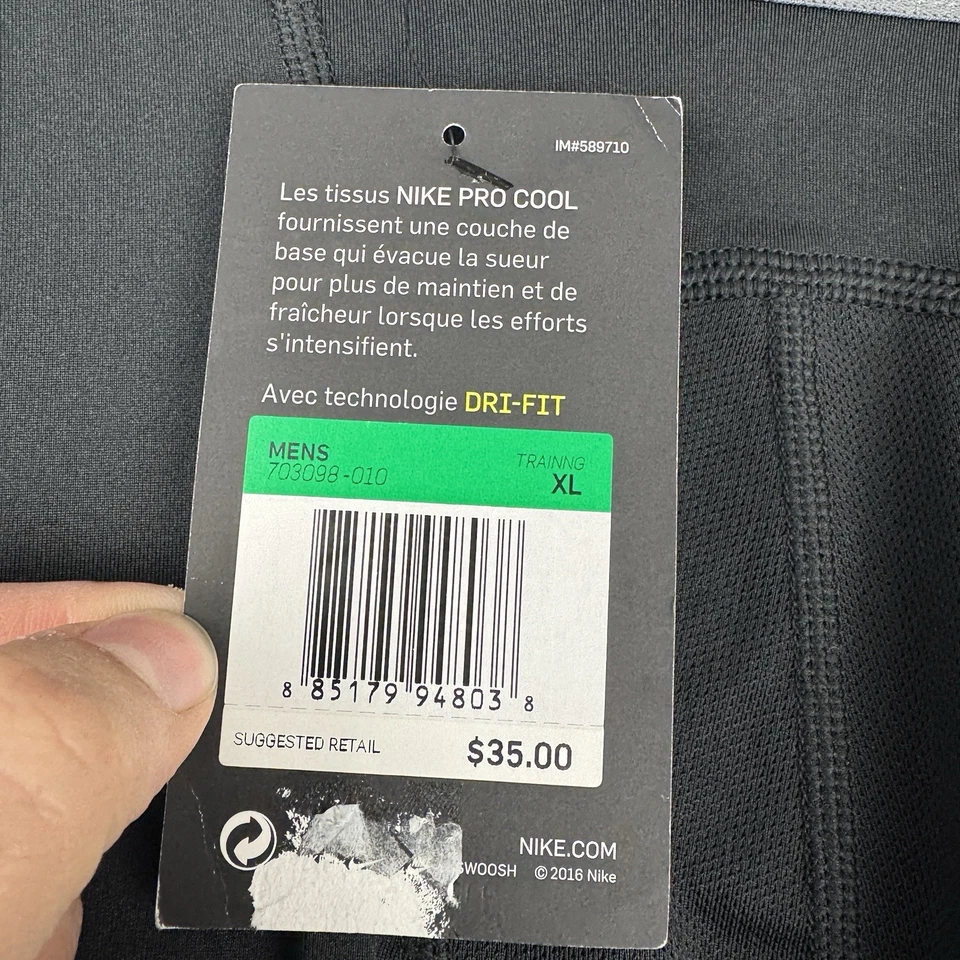 IM#589710
Les tissus NIKE PRO COOL
fournissent une couche de
base qui évacue la sueur
pour plus de maintien et de
fraîcheur lorsque les efforts
s'intensifient.
Avec technologie DRI-FIT
MENS
703098-010
TRAINNG
XL
8 85179 94803 8
SUGGESTED RETAIL $35.00
NIKE.COM
SWOOSH © 2016 Nike